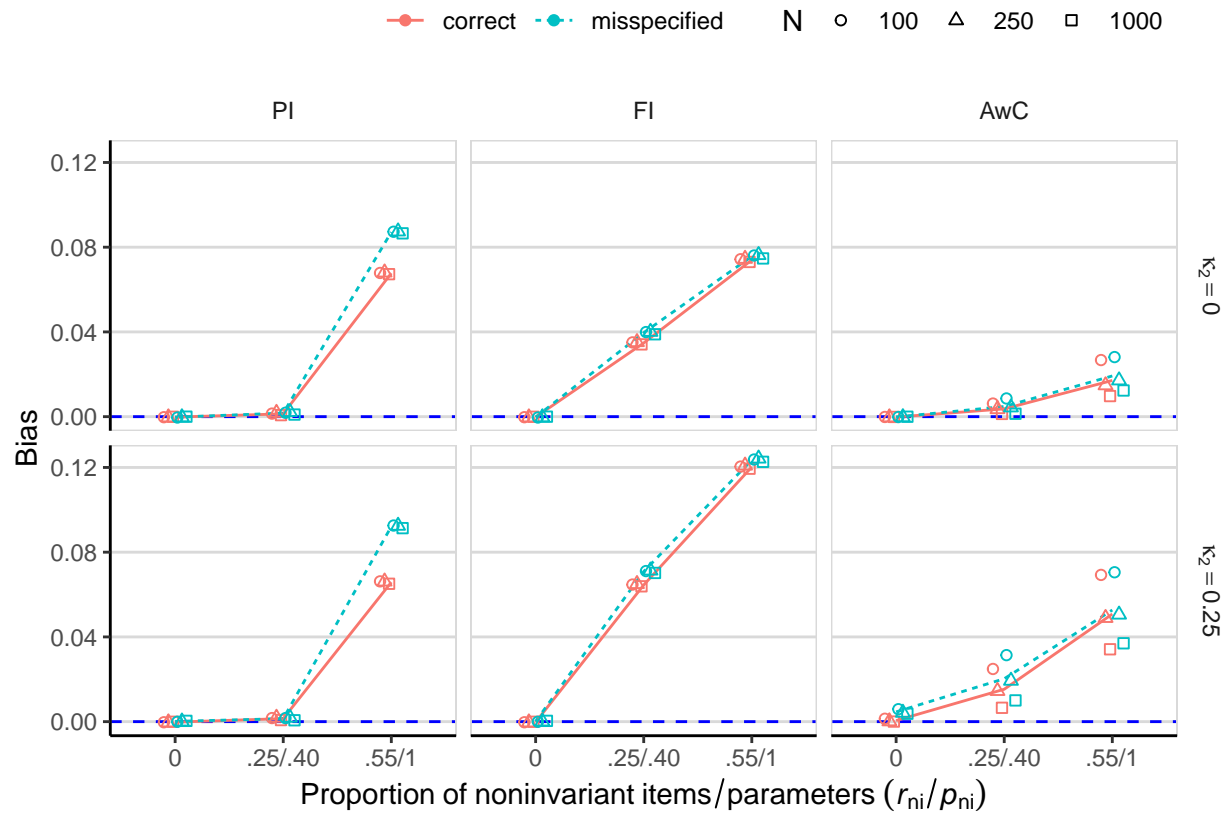 correct misspecified N 100 250 1000
PI FI AwC
0.12
0.08
0.04
0.00
κ2 = 0
Bias
0.12
0.08
0.04
0.00
κ2 = 0.25
0 .25/.40 .55/1 0 .25/.40 .55/1 0 .25/.40 .55/1
Proportion of noninvariant items/parameters (rni/pni)